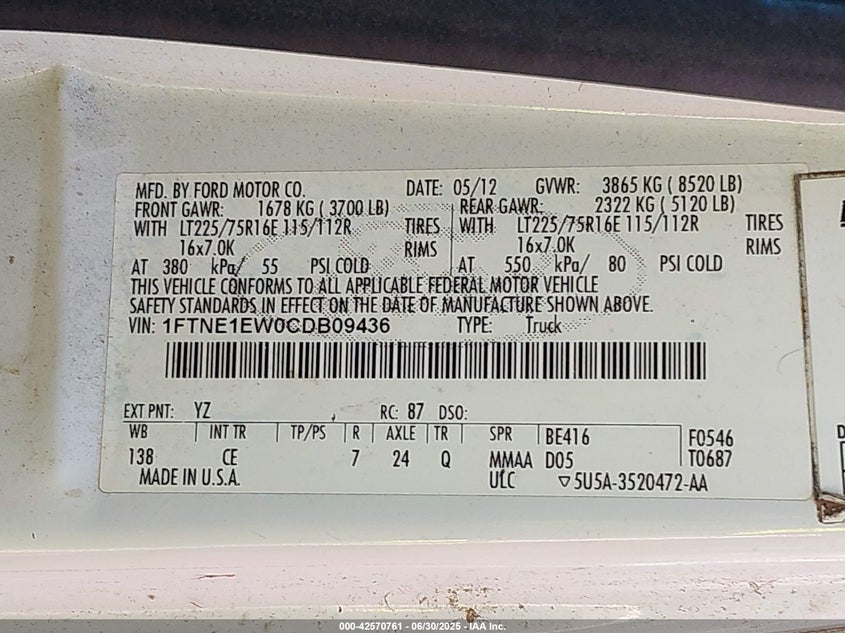 MFD. BY FORD MOTOR CO. DATE: 05/12 GVWR: 3865 KG ( 8520 LB)
FRONT GAWR: 1678 KG ( 3700 LB) REAR GAWR: 2322 KG ( 5120 LB)
WITH LT225/75R16E 115/112R TIRES WITH LT225/75R16E 115/112R TIRES
16x7.0K RIMS 16x7.0K RIMS
AT 380 kPa/ 55 PSI COLD AT 550 kPa/ 80 PSI COLD
THIS VEHICLE CONFORMS TO ALL APPLICABLE FEDERAL MOTOR VEHICLE
SAFETY STANDARDS IN EFFECT ON THE DATE OF MANUFACTURE SHOWN ABOVE.
VIN: 1FTNE1EW0CDB09436 TYPE: Truck
EXT PNT: YZ RC: 87 DSO:
WB INT TR TP/PS R AXLE TR SPR BE416 F0546
138 CE 7 24 Q MMAA D05 T0687
MADE IN U.S.A. ULC ▽5U5A-3520472-AA
000-42570761 - 06/30/2025 - IAA Inc.